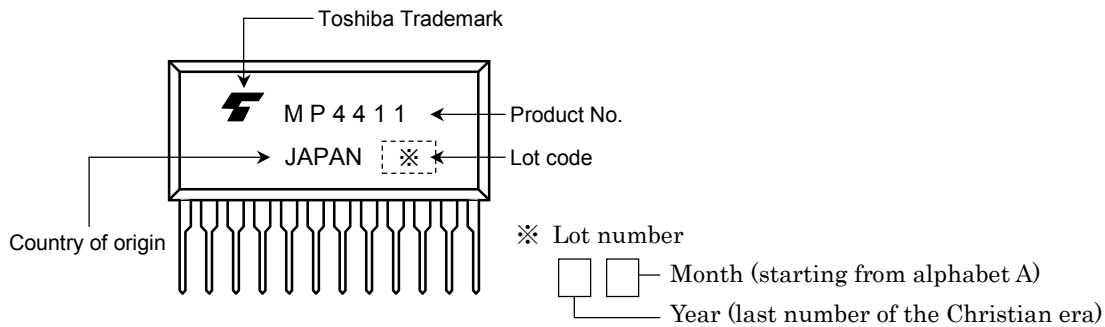 Toshiba Trademark
MP4411
Product No.
JAPAN ※
Lot code
Country of origin
※ Lot number
Month (starting from alphabet A)
Year (last number of the Christian era)